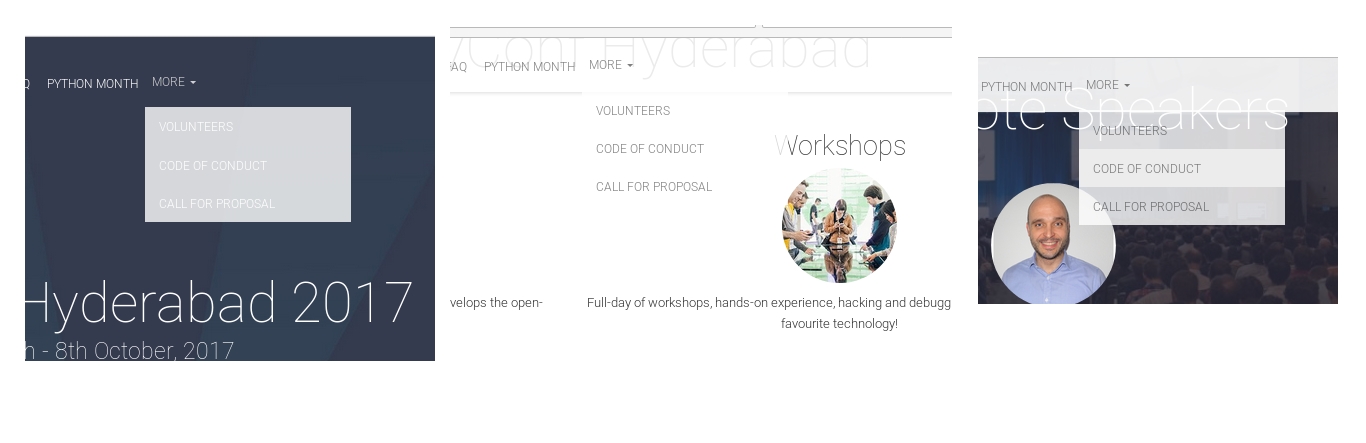 PYTHON MONTH MORE
VOLUNTEERS
CODE OF CONDUCT
CALL FOR PROPOSAL
Hyderabad 2017
h - 8th October, 2017
yConf Hyderabad
FAQ PYTHON MONTH MORE
VOLUNTEERS
CODE OF CONDUCT
CALL FOR PROPOSAL
Workshops
velops the open-
Full-day of workshops, hands-on experience, hacking and debugg
favourite technology!
PYTHON MONTH MORE
ote Speakers
VOLUNTEERS
CODE OF CONDUCT
CALL FOR PROPOSAL